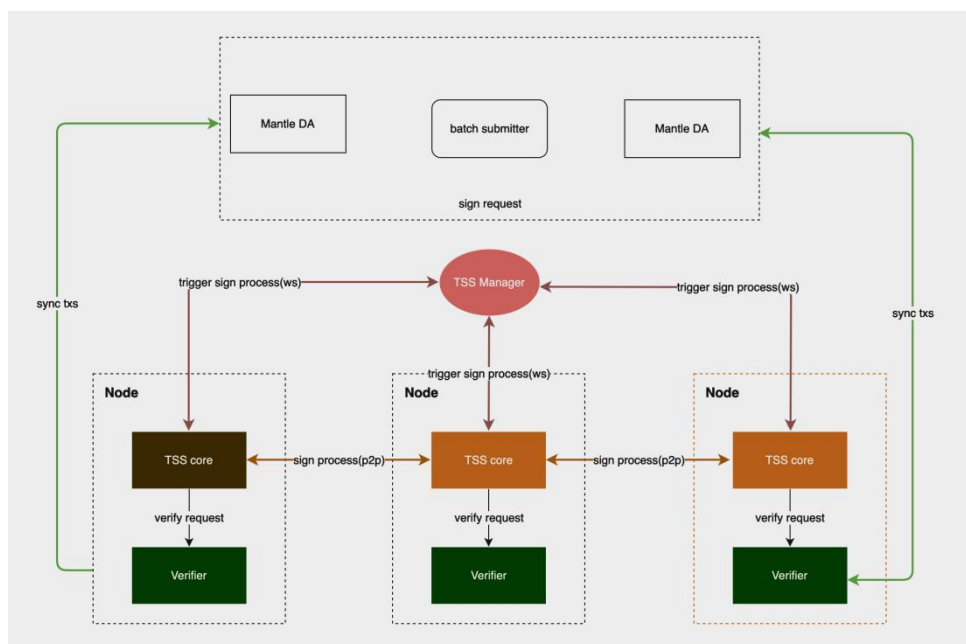 Mantle DA
batch submitter
Mantle DA
sign request
trigger sign process(ws)
TSS Manager
trigger sign process(ws)
sync txs
sync txs
trigger sign process(ws)
Node
Node
Node
TSS core
sign process(p2p)
TSS core
sign process(p2p)
TSS core
verify request
verify request
verify request
Verifier
Verifier
Verifier